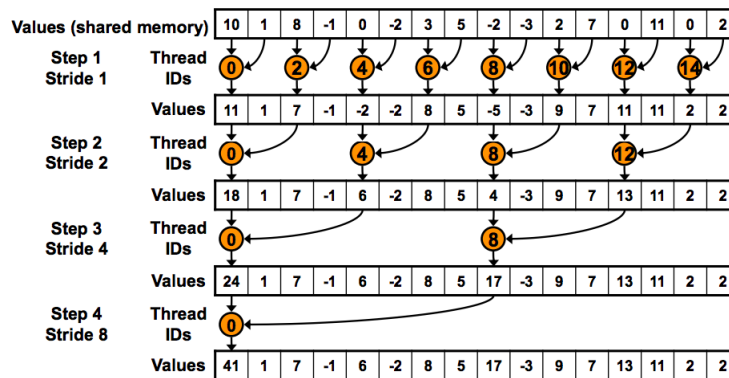 Values (shared memory) 10 1 8 -1 0 -2 3 5 -2 -3 2 7 0 11 0 2
Step 1 Stride 1 Thread IDs 0 2 4 6 8 10 12 14
Values 11 1 7 -1 -2 -2 8 5 -5 -3 9 7 11 11 2 2
Step 2 Stride 2 Thread IDs 0 4 8 12
Values 18 1 7 -1 6 -2 8 5 4 -3 9 7 13 11 2 2
Step 3 Stride 4 Thread IDs 0 8
Values 24 1 7 -1 6 -2 8 5 17 -3 9 7 13 11 2 2
Step 4 Stride 8 Thread IDs 0
Values 41 1 7 -1 6 -2 8 5 17 -3 9 7 13 11 2 2